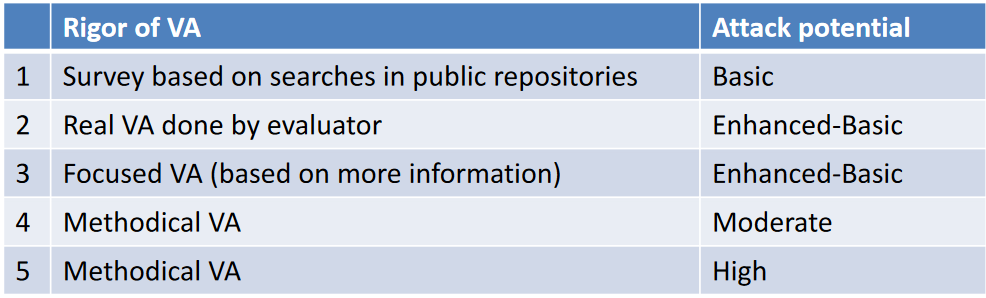 Rigor of VA Attack potential
1 Survey based on searches in public repositories Basic
2 Real VA done by evaluator Enhanced-Basic
3 Focused VA (based on more information) Enhanced-Basic
4 Methodical VA Moderate
5 Methodical VA High